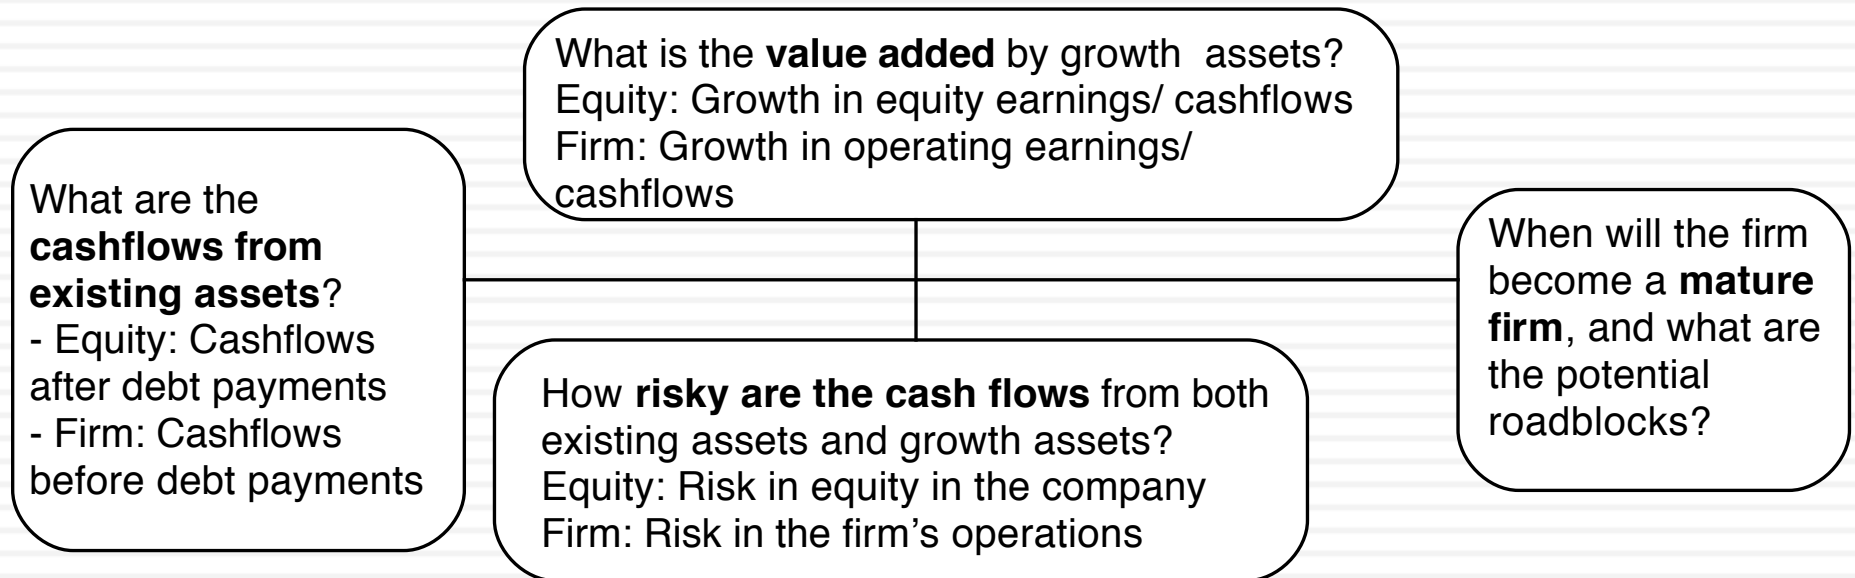 What is the value added by growth  assets?
Equity: Growth in equity earnings/ cashflows
Firm: Growth in operating earnings/
cashflows
What are the
cashflows from
existing assets?
- Equity: Cashflows
after debt payments
- Firm: Cashflows
before debt payments
How risky are the cash flows from both
existing assets and growth assets?
Equity: Risk in equity in the company
Firm: Risk in the firm’s operations
When will the firm
become a mature
firm, and what are
the potential
roadblocks?